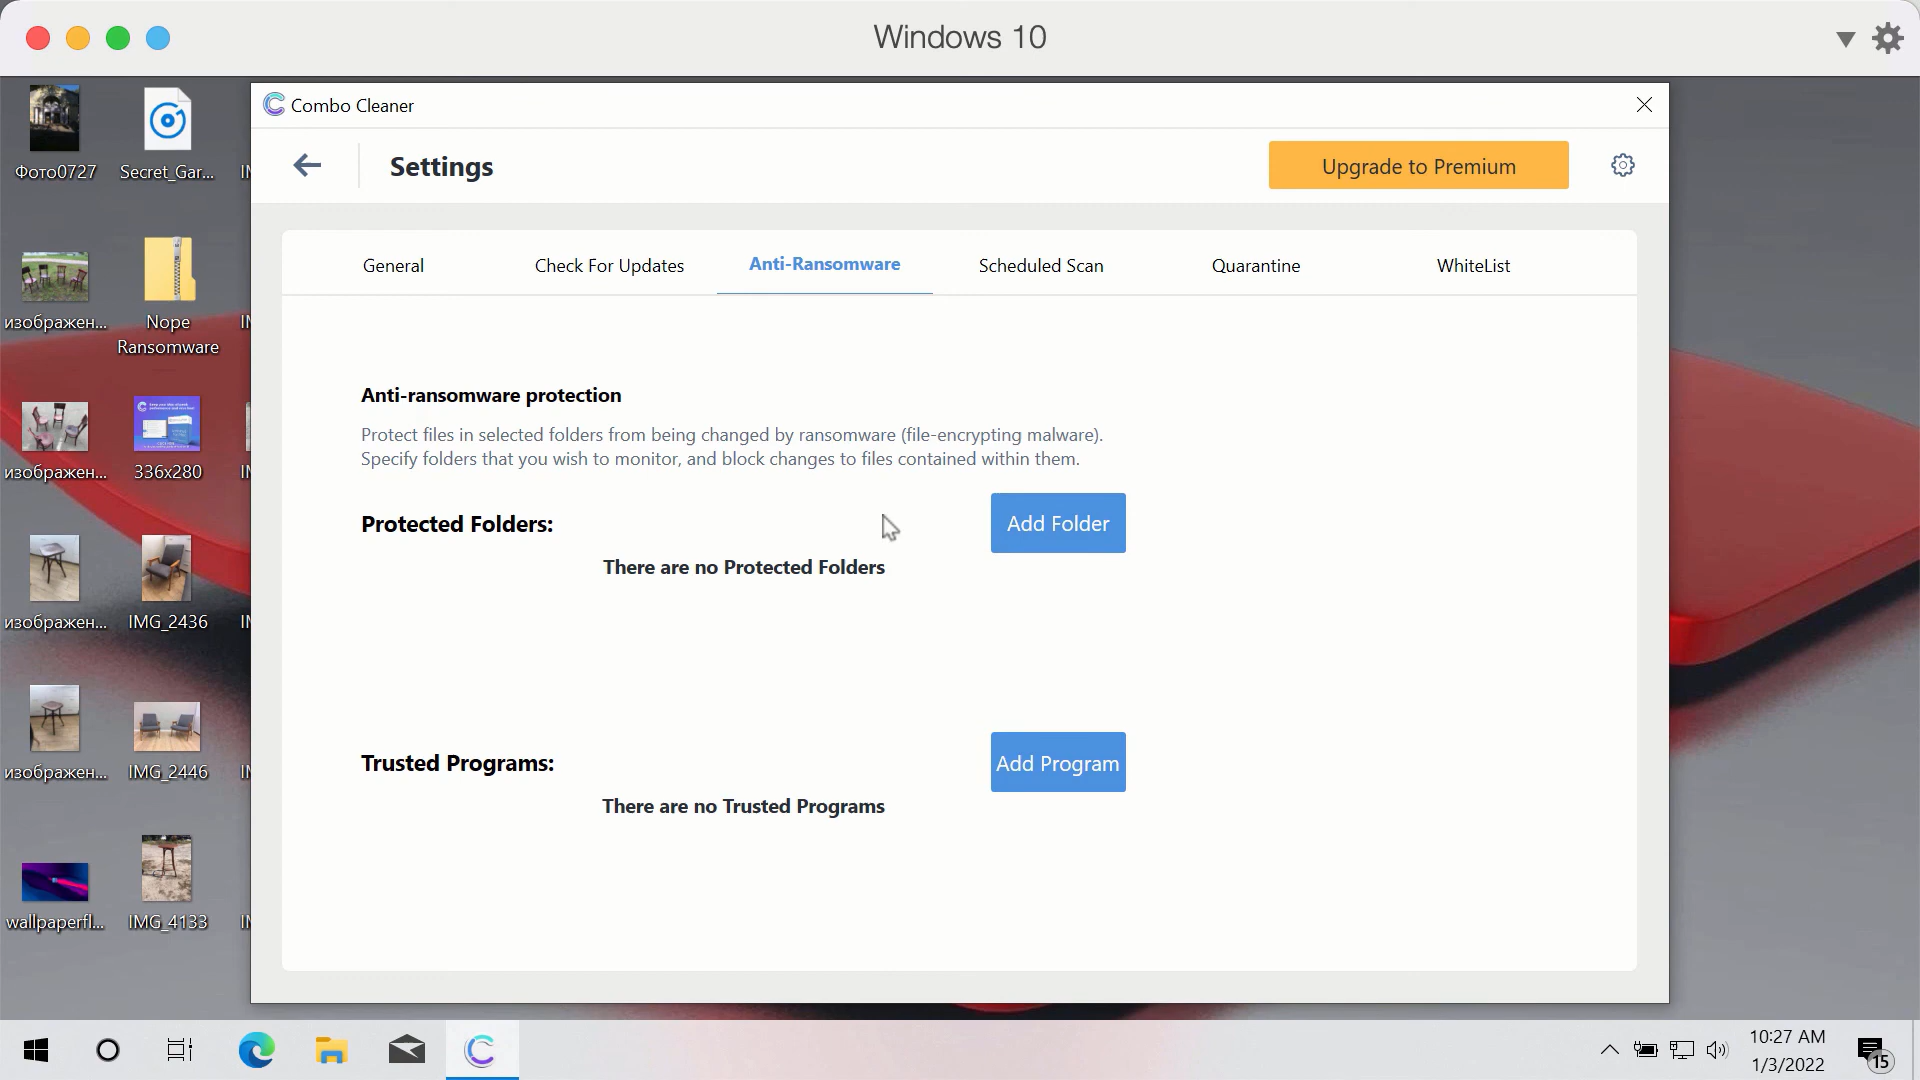 Windows 10
Фото0727
Secret_Gar...
изображен...
Nope
Ransomware
изображен...
336x280
изображен...
IMG_2436
изображен...
IMG_2446
wallpaperfl...
IMG_4133
Combo Cleaner
Settings
Upgrade to Premium
General
Check For Updates
Anti-Ransomware
Scheduled Scan
Quarantine
WhiteList
Anti-ransomware protection
Protect files in selected folders from being changed by ransomware (file-encrypting malware).
Specify folders that you wish to monitor, and block changes to files contained within them.
Protected Folders:
Add Folder
There are no Protected Folders
Trusted Programs:
Add Program
There are no Trusted Programs
10:27 AM
1/3/2022
15